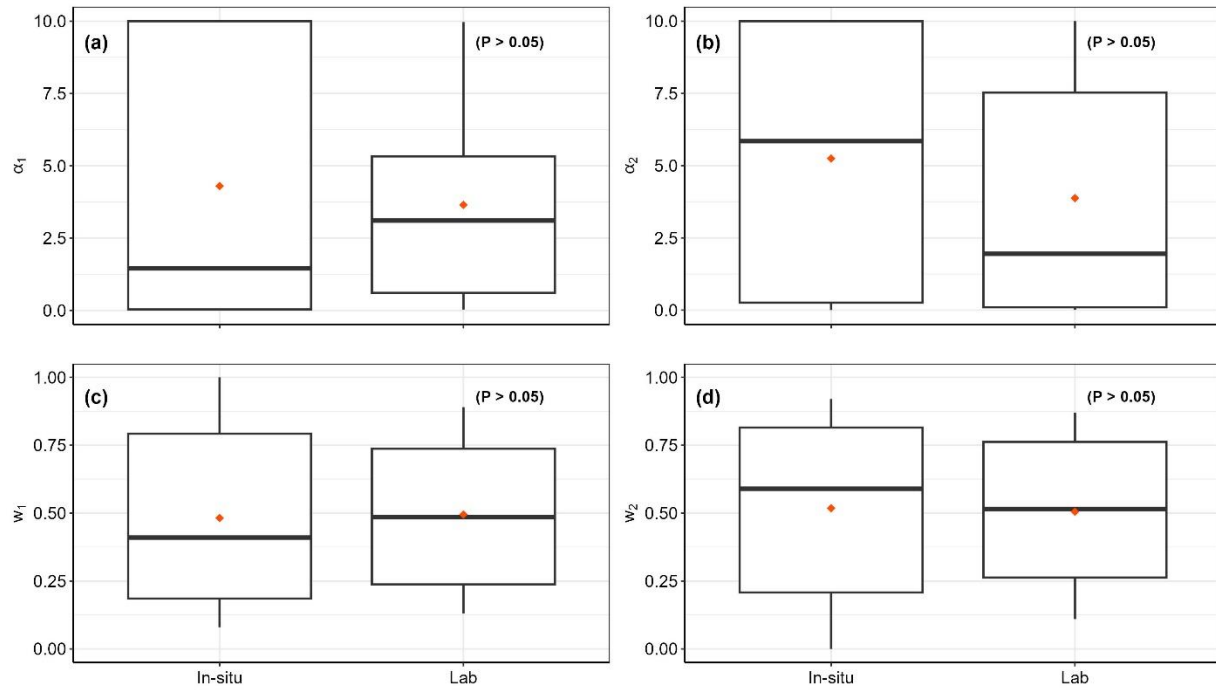 (a)
(P > 0.05)
10.0
7.5
5.0
2.5
0.0
α₁
(b)
(P > 0.05)
10.0
7.5
5.0
2.5
0.0
α₂
(c)
(P > 0.05)
1.00
0.75
0.50
0.25
0.00
w₁
In-situ
Lab
(d)
(P > 0.05)
1.00
0.75
0.50
0.25
0.00
w₂
In-situ
Lab